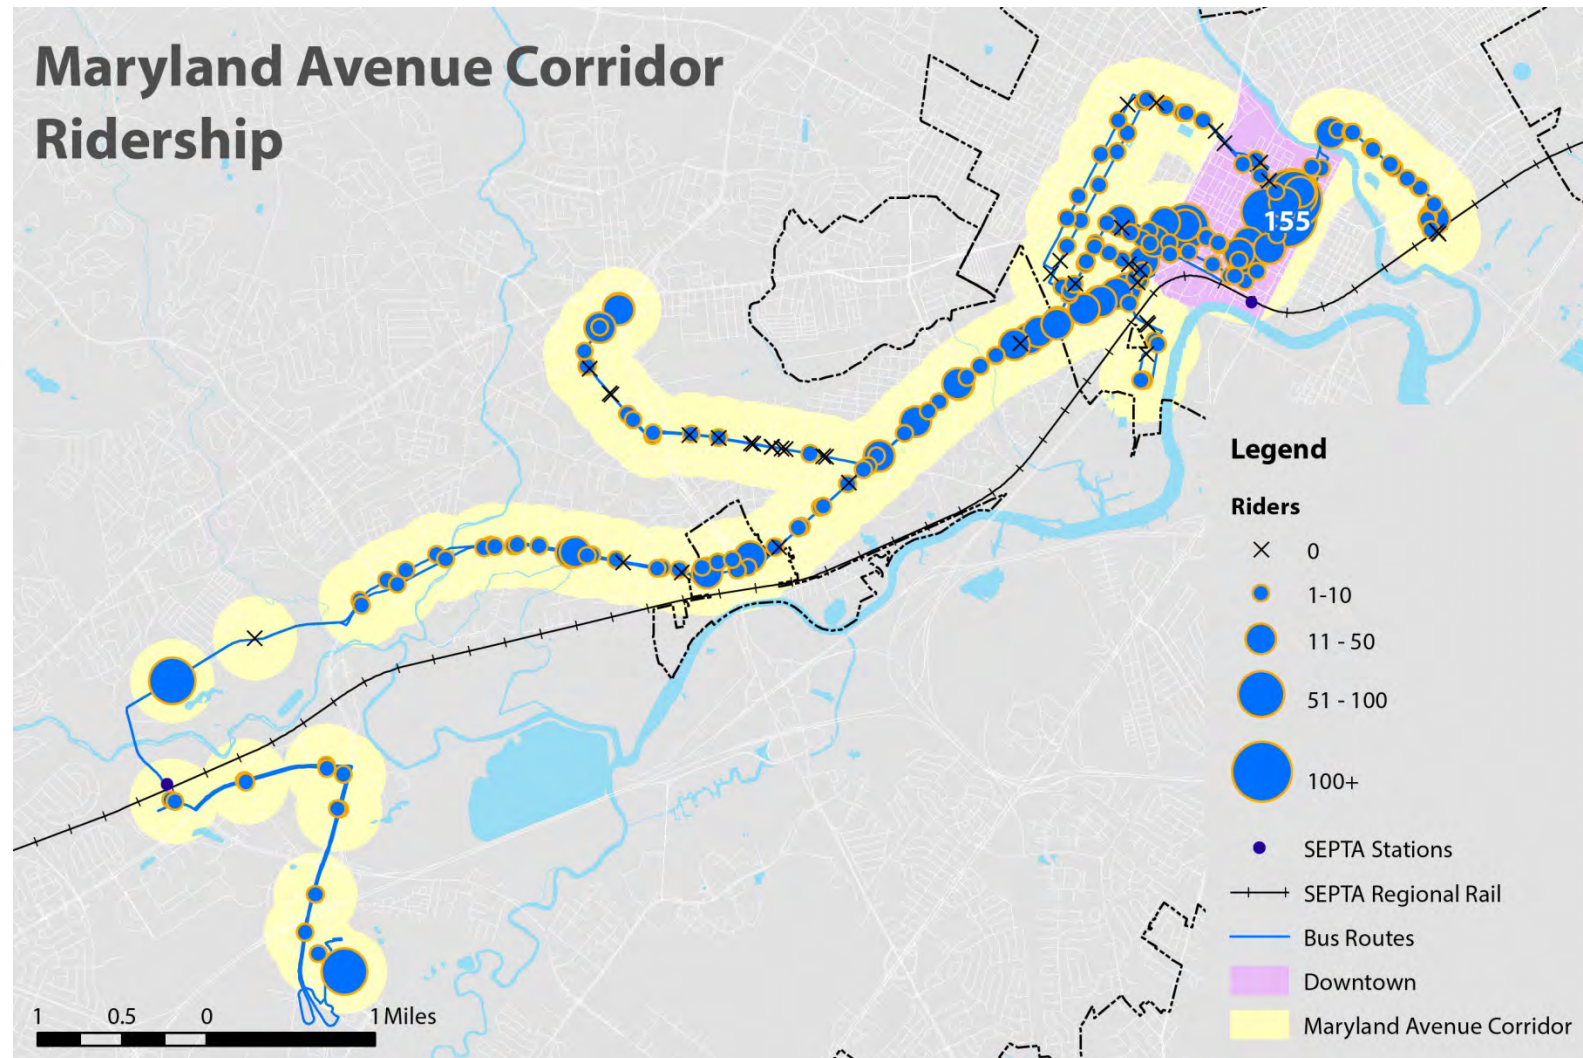 Maryland Avenue Corridor
Ridership
155
Legend
Riders
0
1-10
11 - 50
51 - 100
100+
SEPTA Stations
SEPTA Regional Rail
Bus Routes
Downtown
Maryland Avenue Corridor
1 0.5 0 1 Miles